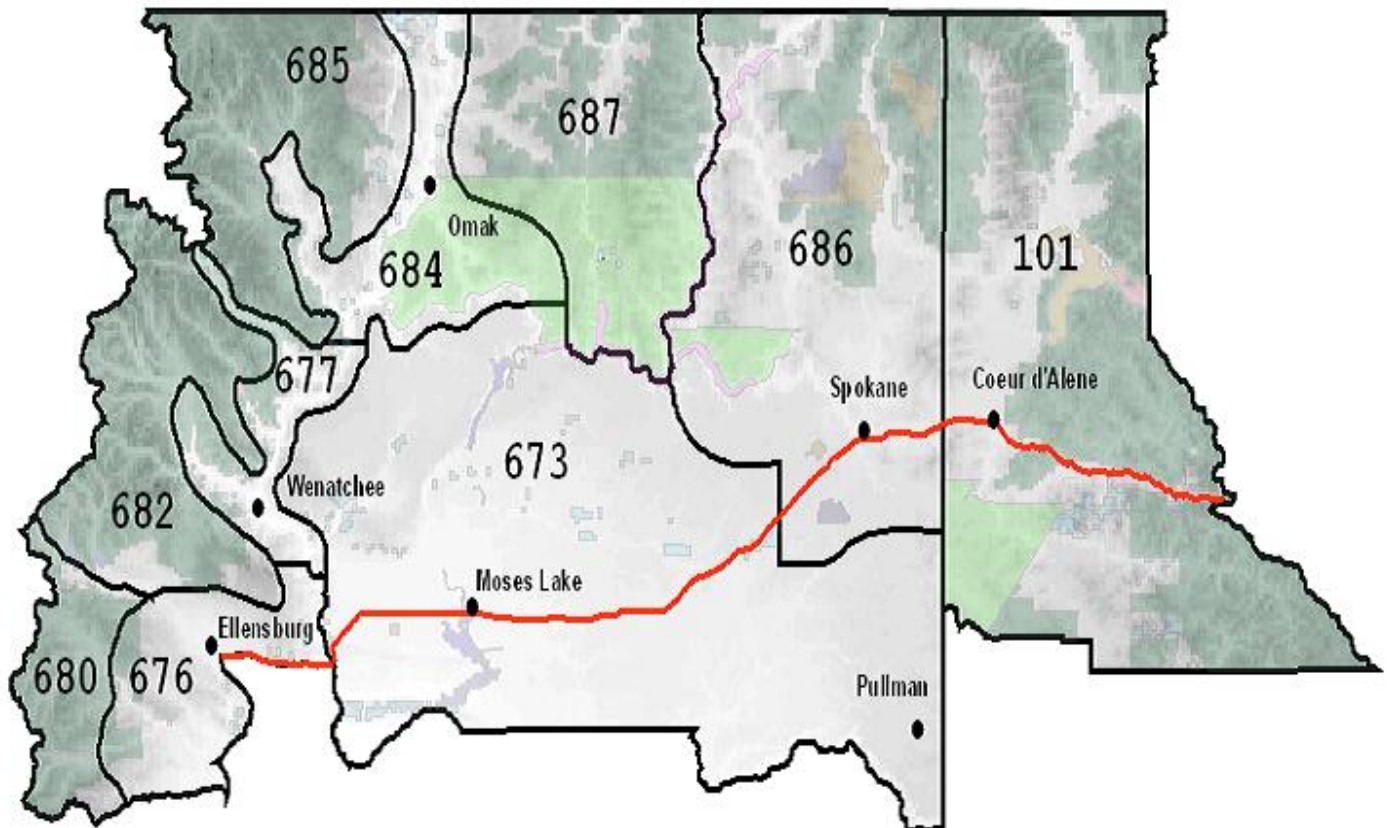 685
687
Omak
686
101
684
677
Spokane
Coeur d'Alene
673
Wenatchee
682
Moses Lake
Ellensburg
680
676
Pullman